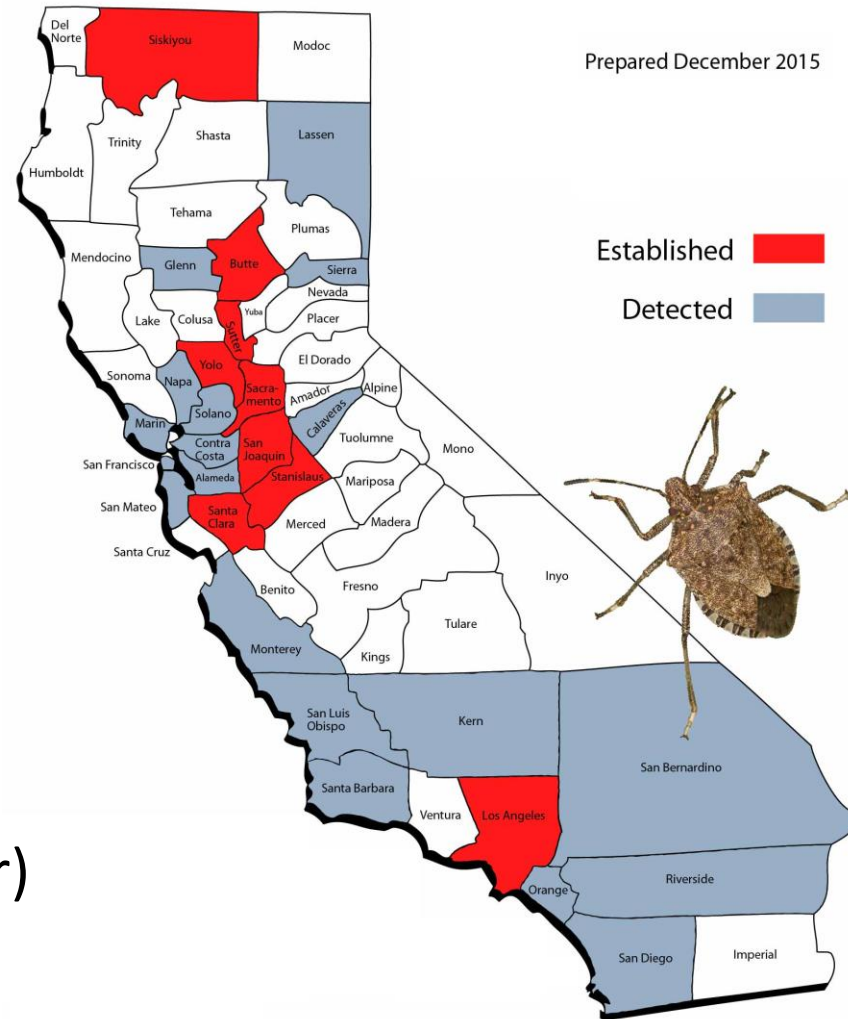 Del
Norte
Siskiyou
Modoc
Prepared December 2015
Trinity
Shasta
Lassen
Humboldt
Tehama
Plumas
Mendocino
Glenn
Butte
Sierra
Established
Nevada
Lake
Colusa
Sutter
Yuba
Placer
Detected
El Dorado
Sonoma
Napa
Yolo
Sacra-
mento
Amador
Alpine
Marin
Solano
Calaveras
Contra
Costa
San
Joaquin
Tuolumne
Mono
San Francisco
Alameda
Stanislaus
Mariposa
San Mateo
Santa
Clara
Merced
Madera
Santa Cruz
Benito
Fresno
Inyo
Monterey
Kings
Tulare
San Luis
Obispo
Kern
San Bernardino
Santa Barbara
Ventura
Los Angeles
r)
Orange
Riverside
San Diego
Imperial